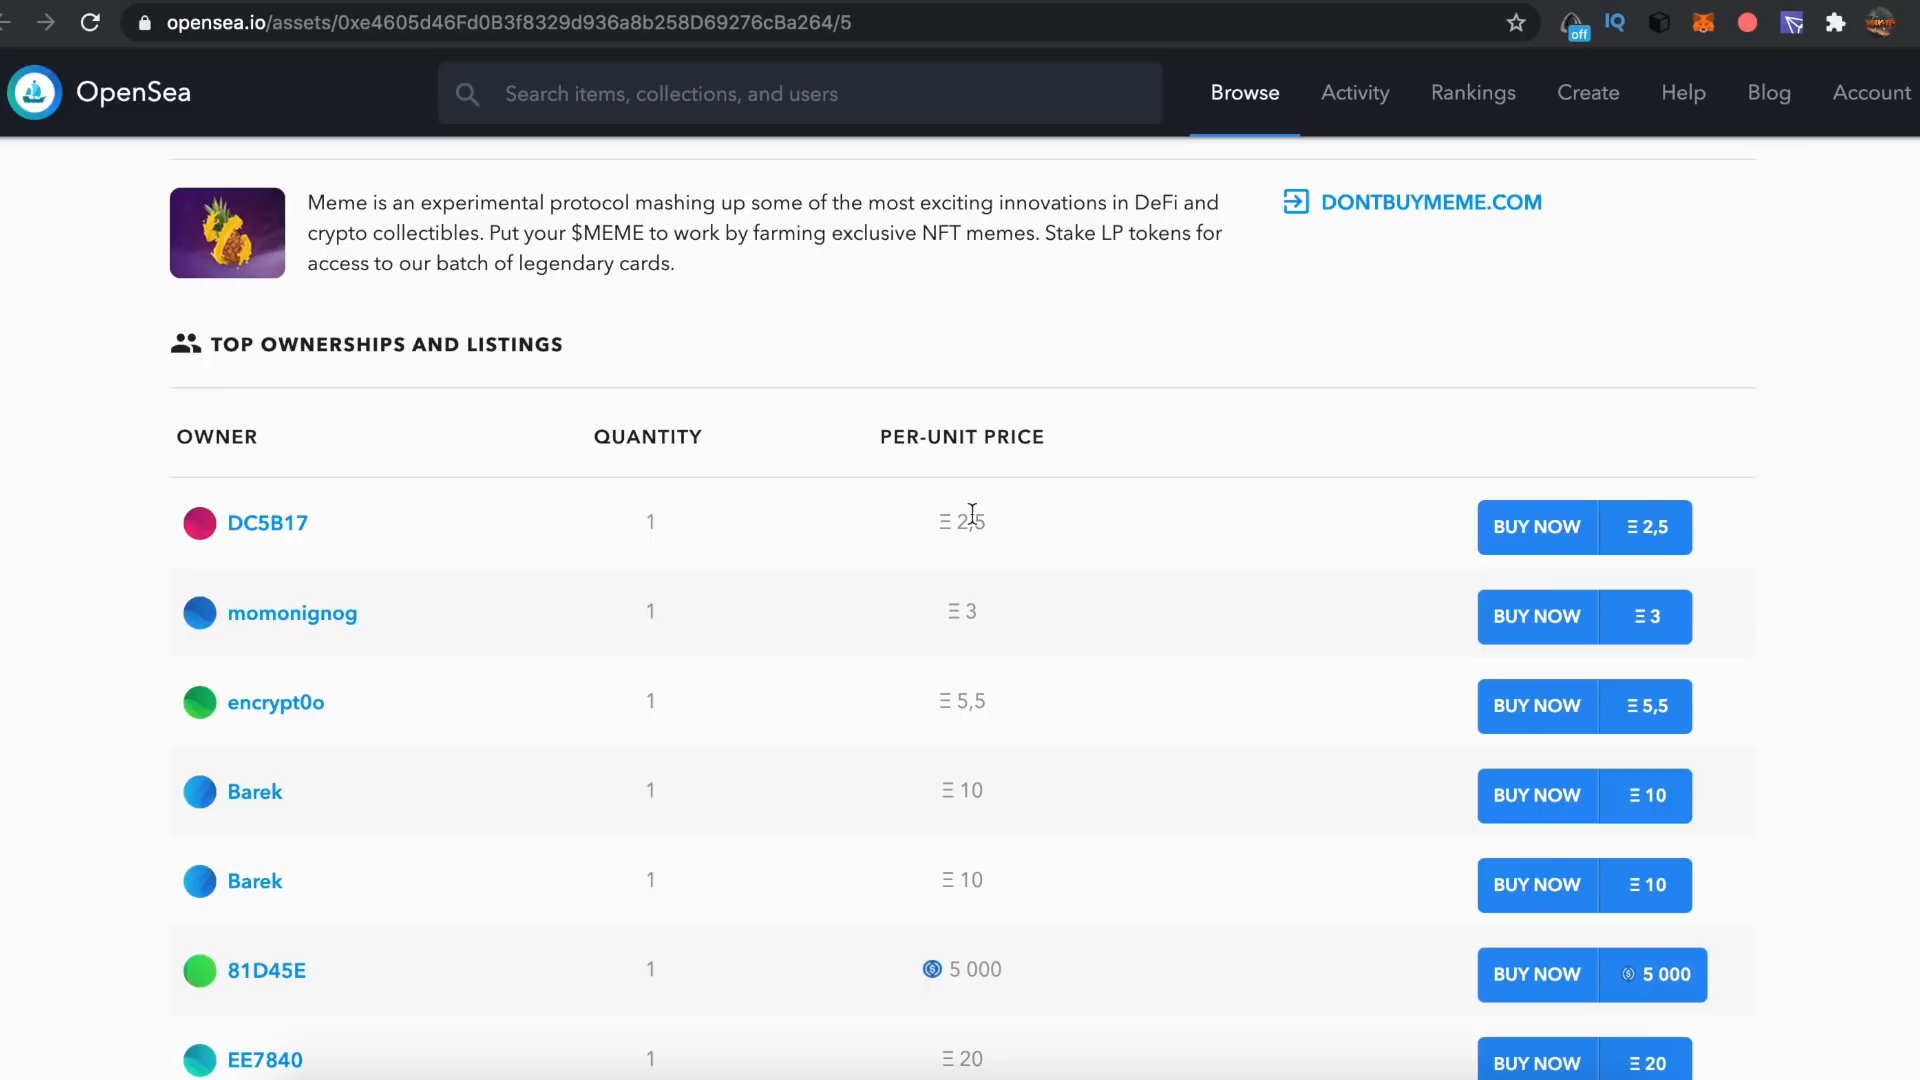 opensea.io/assets/0xe4605d46Fd0B3f8329d936a8b258D69276cBa264/5
off
IQ
OpenSea
Search items, collections, and users
Browse
Activity
Rankings
Create
Help
Blog
Account
Meme is an experimental protocol mashing up some of the most exciting innovations in DeFi and
crypto collectibles. Put your $MEME to work by farming exclusive NFT memes. Stake LP tokens for
access to our batch of legendary cards.
DONTBUYMEME.COM
TOP OWNERSHIPS AND LISTINGS
OWNER QUANTITY PER-UNIT PRICE
DC5B17 1 Ξ 2,5 BUY NOW Ξ 2,5
momonignog 1 Ξ 3 BUY NOW Ξ 3
encrypt0o 1 Ξ 5,5 BUY NOW Ξ 5,5
Barek 1 Ξ 10 BUY NOW Ξ 10
Barek 1 Ξ 10 BUY NOW Ξ 10
81D45E 1 5 000 BUY NOW 5 000
EE7840 1 Ξ 20 BUY NOW Ξ 20